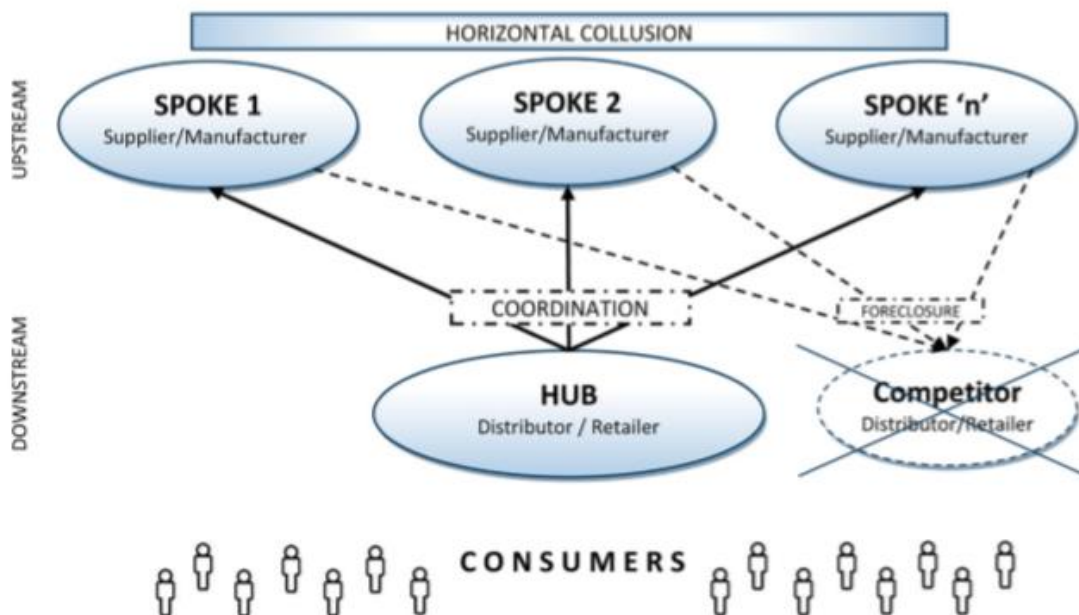 HORIZONTAL COLLUSION
UPSTREAM
SPOKE 1
Supplier/Manufacturer
SPOKE 2
Supplier/Manufacturer
SPOKE ‘n’
Supplier/Manufacturer
COORDINATION
FORECLOSURE
DOWNSTREAM
HUB
Distributor / Retailer
Competitor
Distributor/Retailer
CONSUMERS